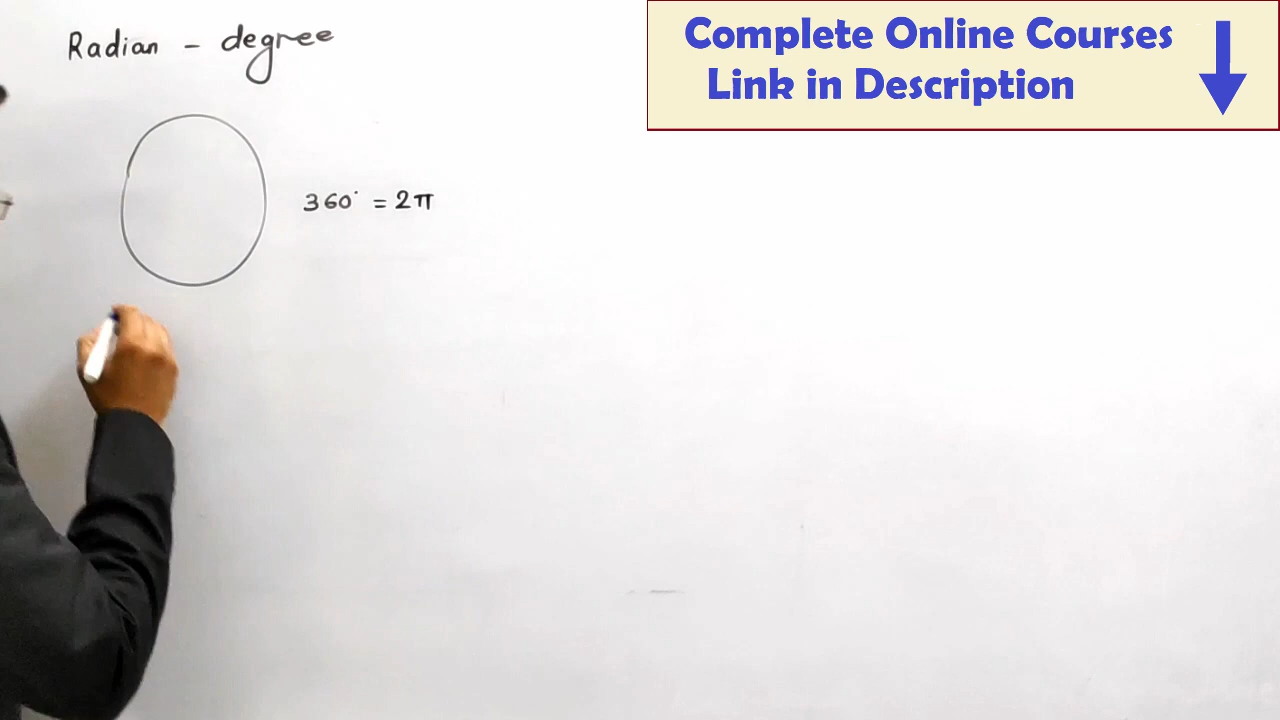 Radian - degree
Complete Online Courses
Link in Description
360° = 2π